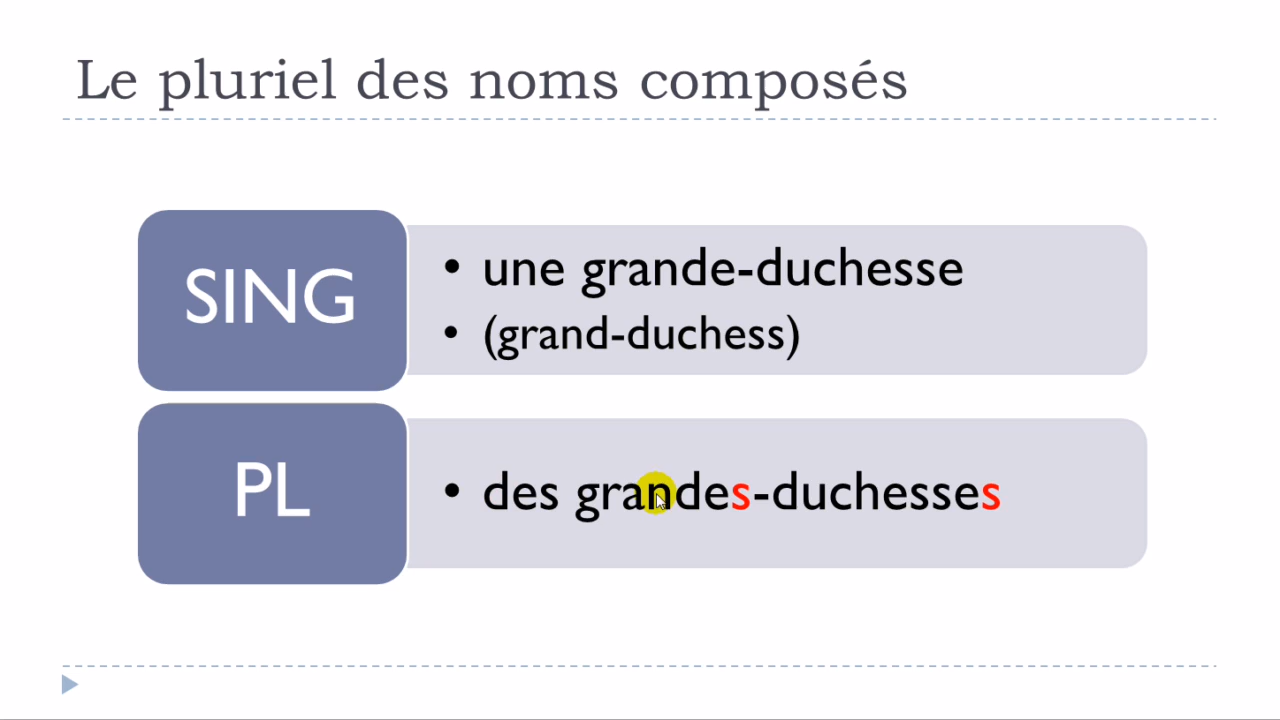 Le pluriel des noms composés
SING
• une grande-duchesse
• (grand-duchess)
PL
• des grandes-duchesses